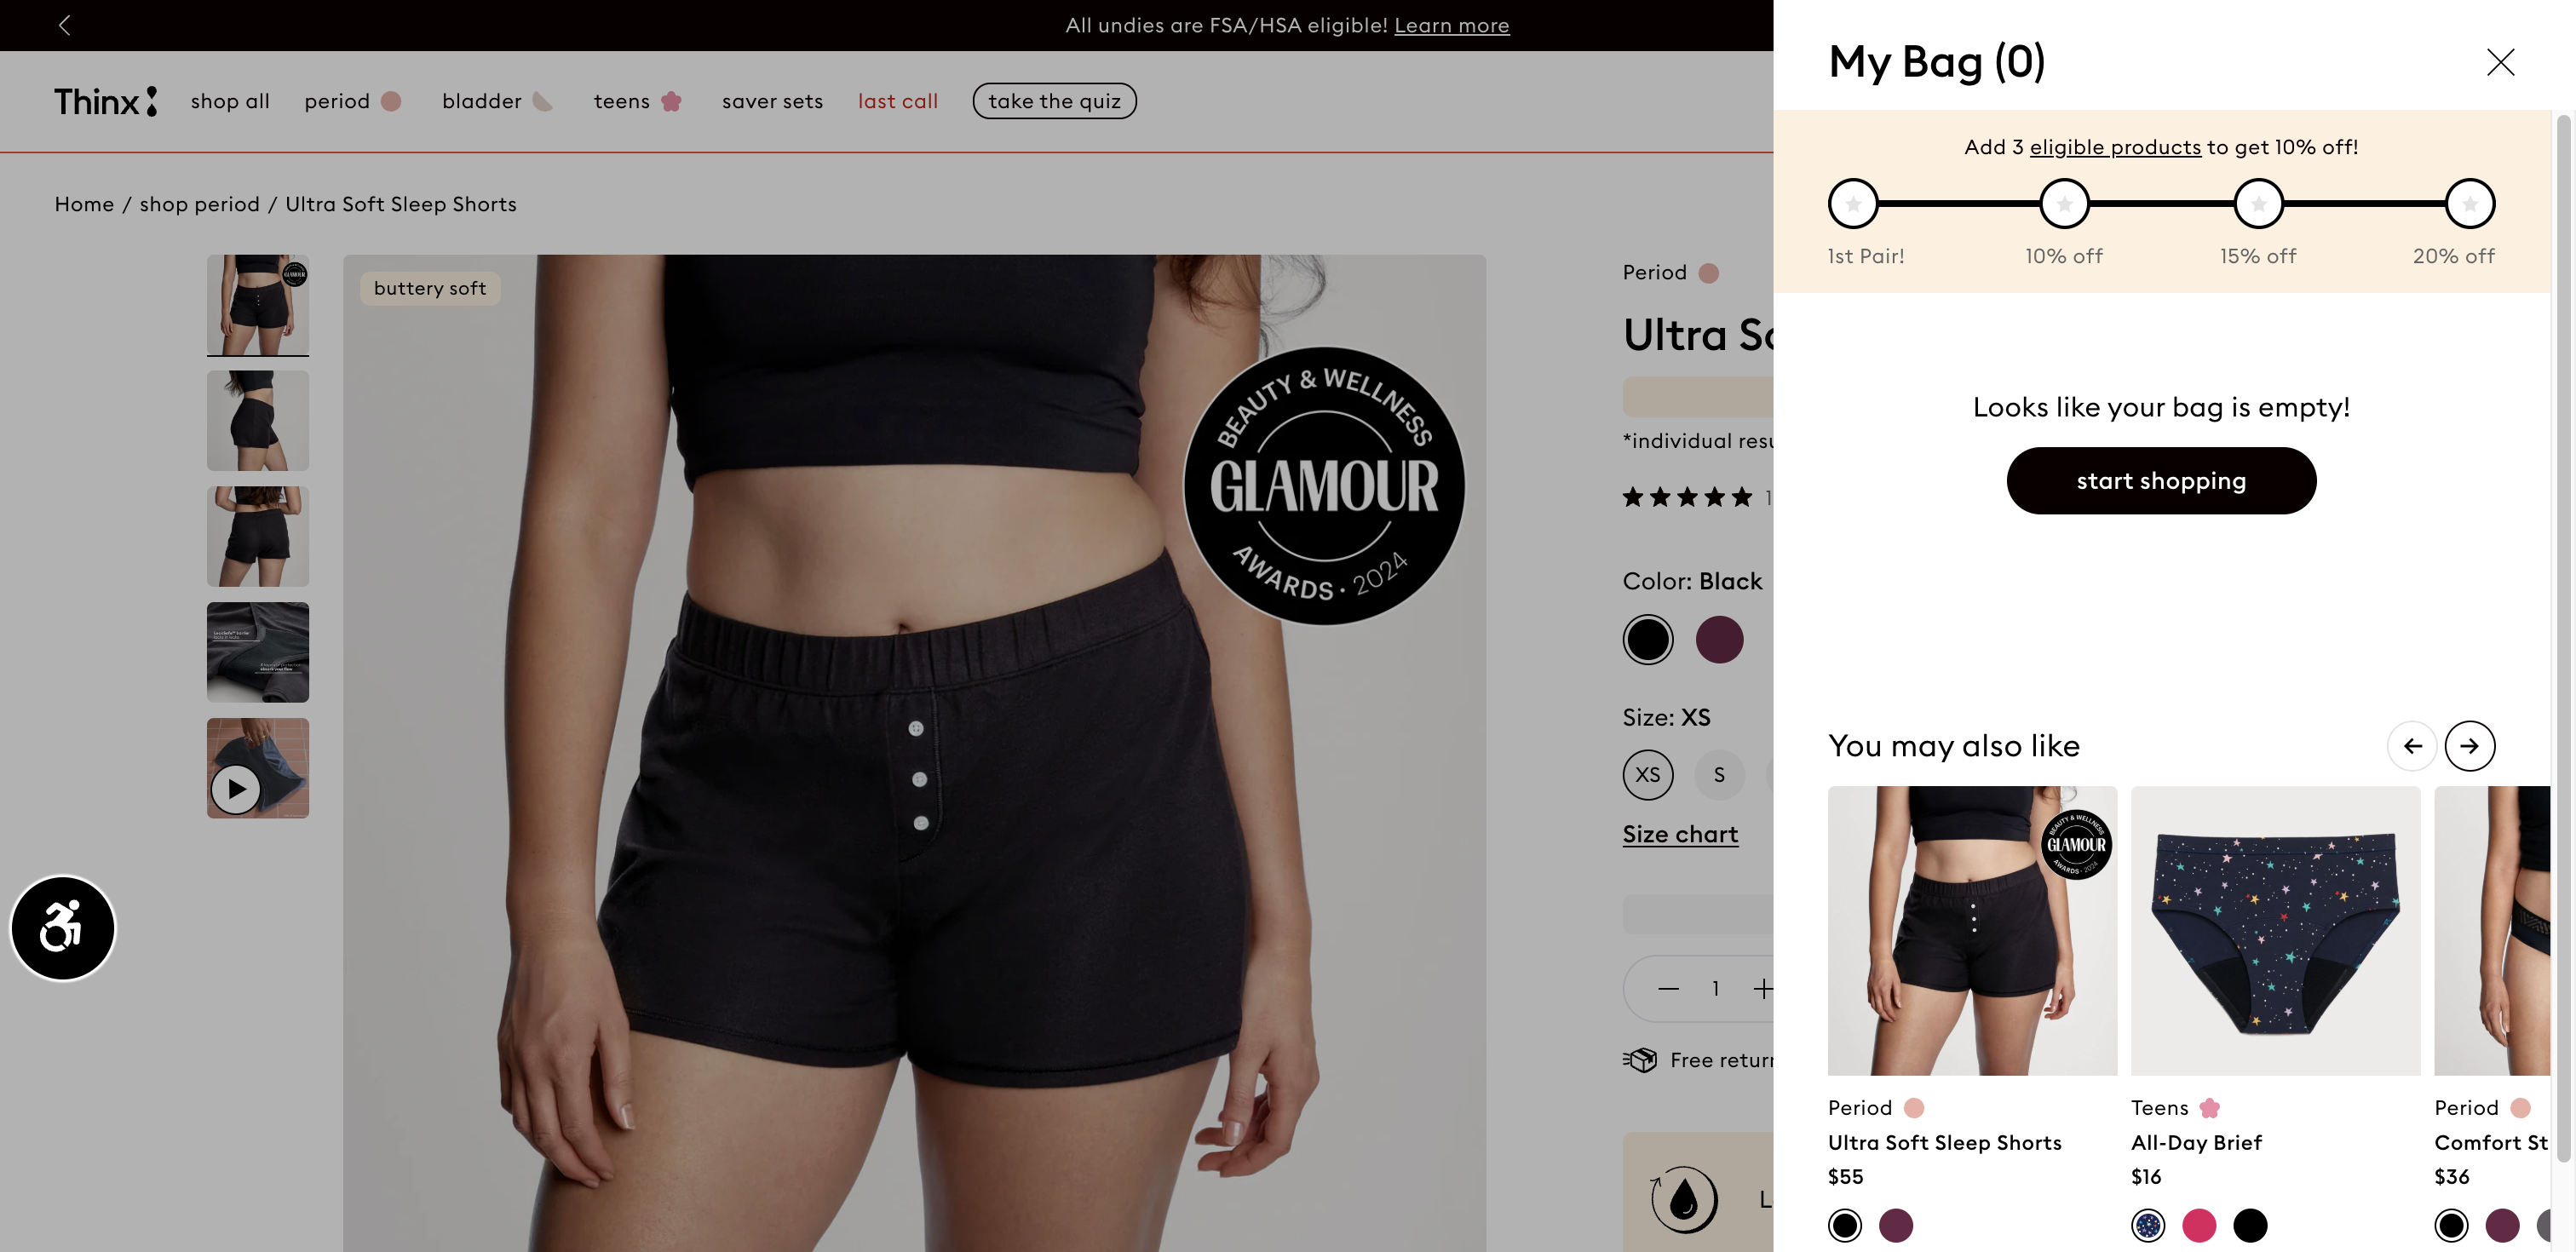 All undies are FSA/HSA eligible! Learn more
Thinx
shop all
period
bladder
teens
saver sets
last call
take the quiz
Home / shop period / Ultra Soft Sleep Shorts
buttery soft
BEAUTY & WELLNESS
GLAMOUR
AWARDS · 2024
Period
Ultra So
*individual resu
1
Color: Black
Size: XS
XS
S
Size chart
1
Free return
L
My Bag (0)
Add 3 eligible products to get 10% off!
1st Pair!
10% off
15% off
20% off
Looks like your bag is empty!
start shopping
You may also like
BEAUTY & WELLNESS
GLAMOUR
AWARDS · 2024
Period
Ultra Soft Sleep Shorts
$55
Teens
All-Day Brief
$16
Period
Comfort St
$36